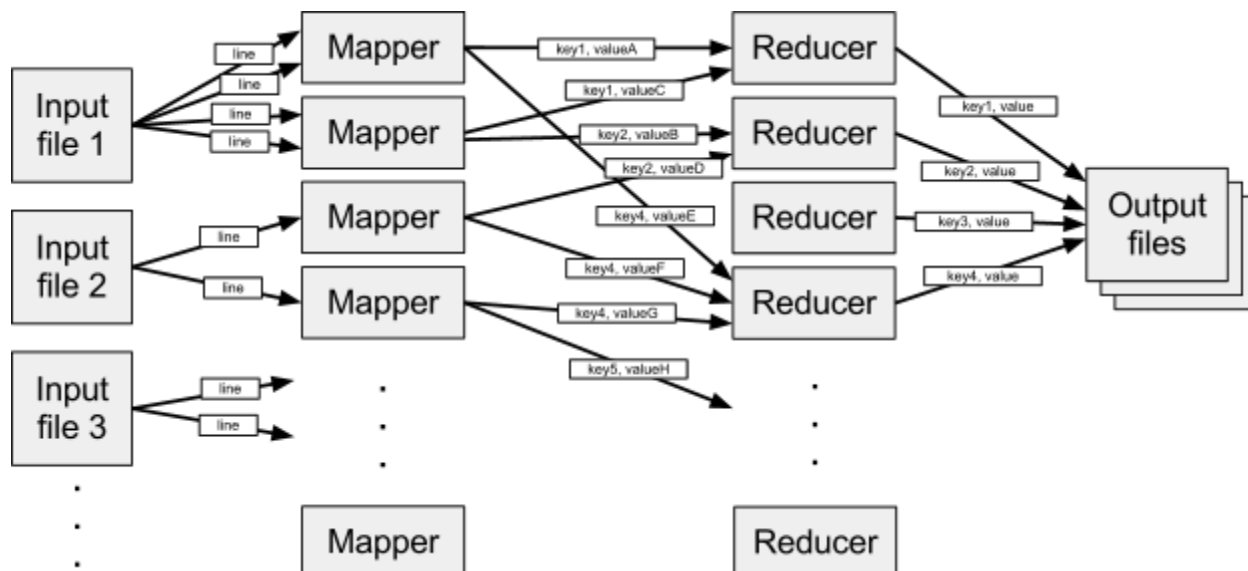 Input
file 1
Input
file 2
Input
file 3
line
line
line
line
line
line
line
line
Mapper
Mapper
Mapper
Mapper
Mapper
key1, valueA
key1, valueC
key2, valueB
key2, valueD
key4, valueE
key4, valueF
key4, valueG
key5, valueH
Reducer
Reducer
Reducer
Reducer
Reducer
key1, value
key2, value
key3, value
key4, value
Output
files